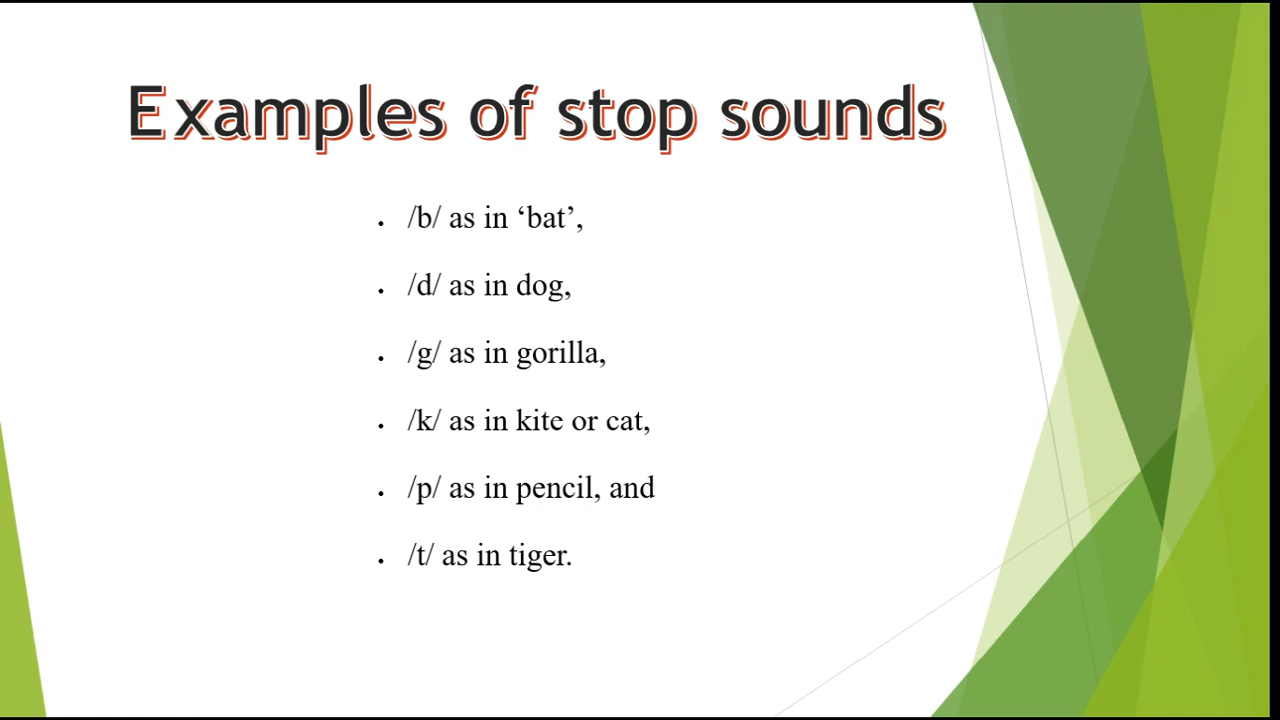 Examples of stop sounds
• /b/ as in ‘bat’,
• /d/ as in dog,
• /g/ as in gorilla,
• /k/ as in kite or cat,
• /p/ as in pencil, and
• /t/ as in tiger.